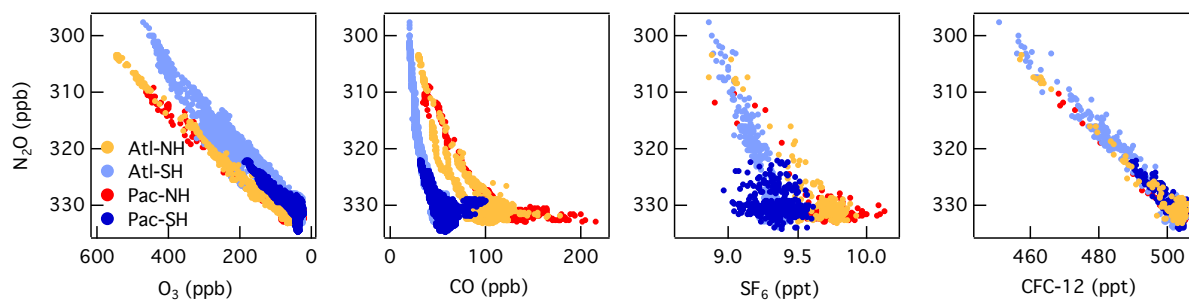 N₂O (ppb)
300
310
320
330
Atl-NH
Atl-SH
Pac-NH
Pac-SH
600 400 200 0
O₃ (ppb)
300
310
320
330
0 100 200
CO (ppb)
300
310
320
330
9.0 9.5 10.0
SF₆ (ppt)
300
310
320
330
460 480 500
CFC-12 (ppt)